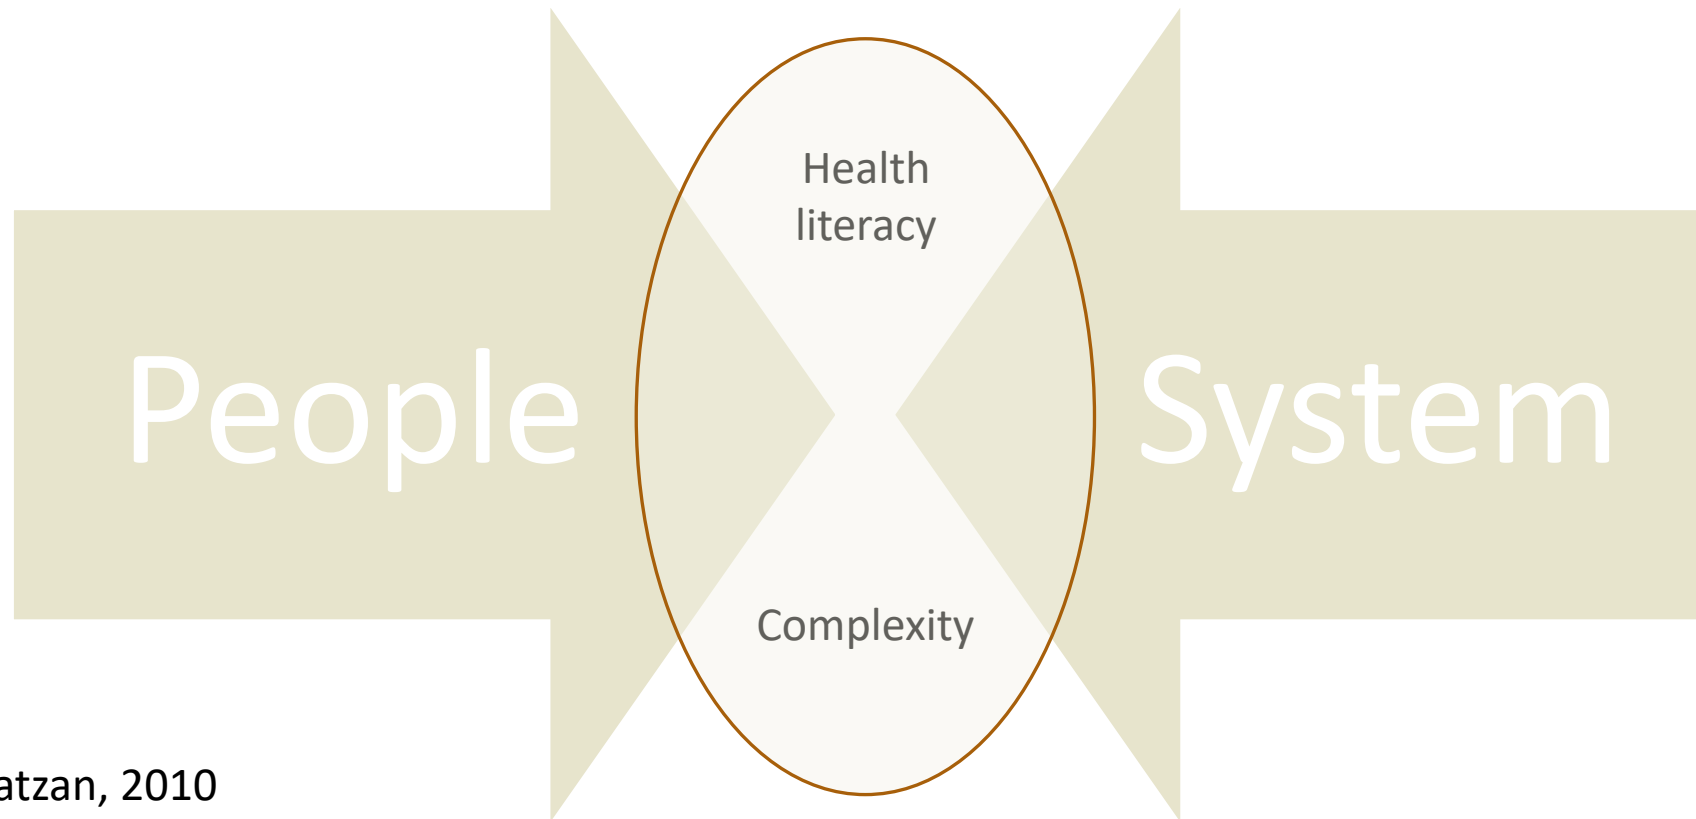 Health
literacy
People
System
Complexity
atzan, 2010